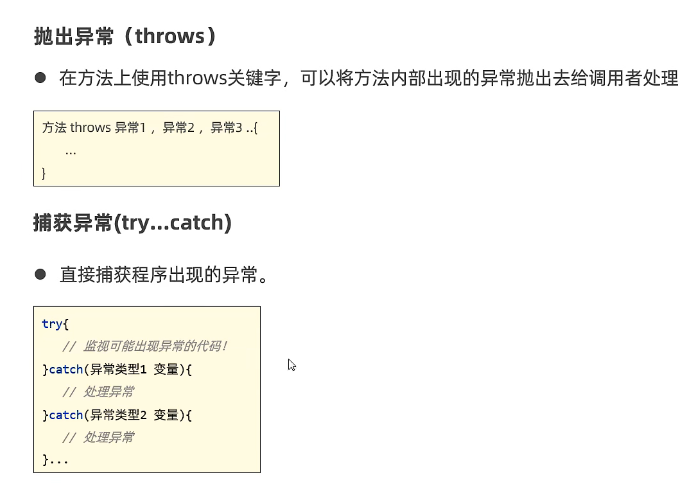 抛出异常（throws）
● 在方法上使用throws关键字，可以将方法内部出现的异常抛出去给调用者处理
方法 throws 异常1 ，异常2 ，异常3 ..{
...
}
捕获异常(try...catch)
● 直接捕获程序出现的异常。
try{
// 监视可能出现异常的代码！
}catch(异常类型1 变量){
// 处理异常
}catch(异常类型2 变量){
// 处理异常
}...